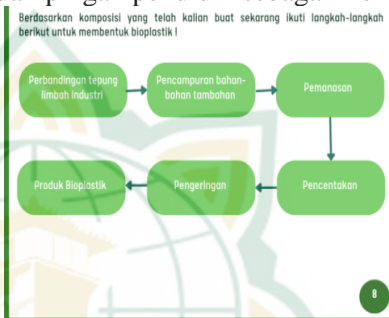 Berdasarkan komposisi yang telah kalian buat sekarang ikuti langkah-langkah
berikut untuk membentuk bioplastik !
Perbandingan tepung
limbah industri
Pencampuran bahan-
bahan tambahan
Pemanasan
Produk Bioplastik
Pengeringan
Pencentakan
8